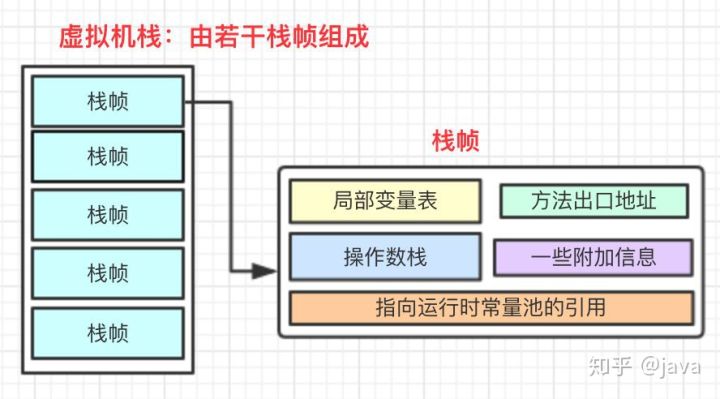 虚拟机栈：由若干栈帧组成
栈帧
栈帧
栈帧
栈帧
栈帧
栈帧
局部变量表
方法出口地址
操作数栈
一些附加信息
指向运行时常量池的引用
知乎 @java